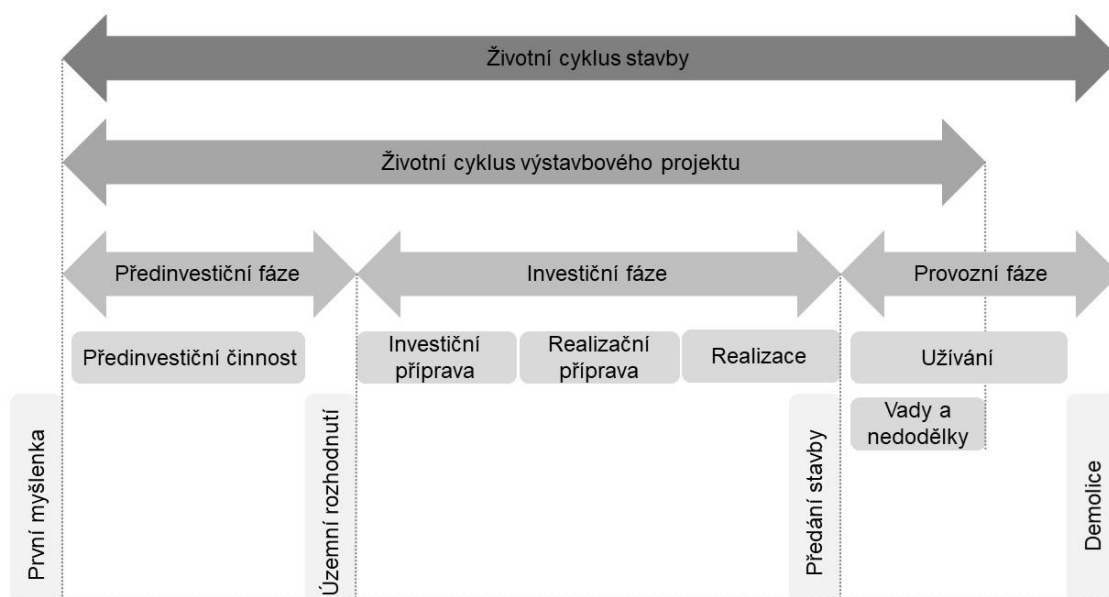 Životní cyklus stavby
Životní cyklus výstavbového projektu
Předinvestiční fáze
Investiční fáze
Provozní fáze
Předinvestiční činnost
Investiční
příprava
Realizační
příprava
Realizace
Užívání
Vady a
nedodělky
První myšlenka
Územní rozhodnutí
Předání stavby
Demolice